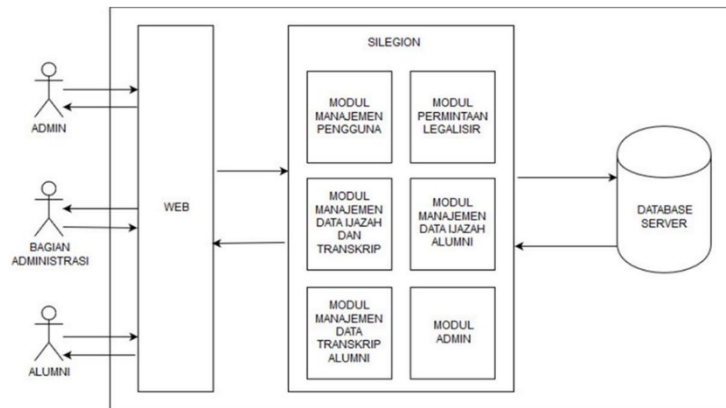 ADMIN
BAGIAN
ADMINISTRASI
ALUMNI
WEB
SILEGION
MODUL
MANAJEMEN
PENGGUNA
MODUL
PERMINTAAN
LEGALISIR
MODUL
MANAJEMEN
DATA IJAZAH
DAN
TRANSKRIP
MODUL
MANAJEMEN
DATA IJAZAH
ALUMNI
MODUL
MANAJEMEN
DATA
TRANSKRIP
ALUMNI
MODUL
ADMIN
DATABASE
SERVER